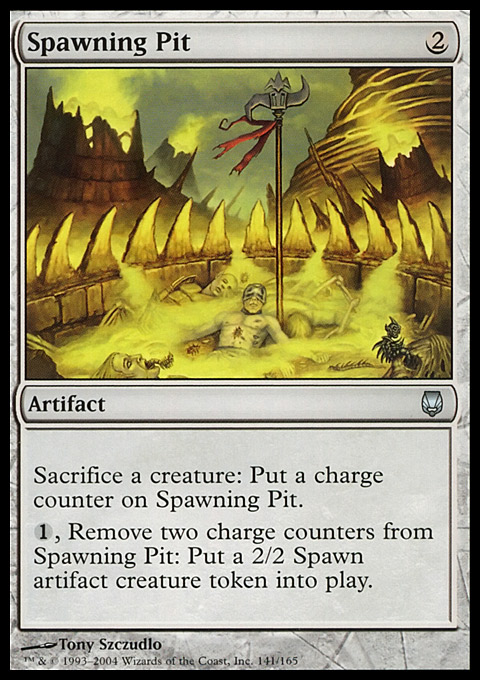 Spawning Pit 2
Artifact
Sacrifice a creature: Put a charge
counter on Spawning Pit.
1, Remove two charge counters from
Spawning Pit: Put a 2/2 Spawn
artifact creature token into play.
Tony Szczudlo
™ & © 1993–2004 Wizards of the Coast, Inc. 141/165